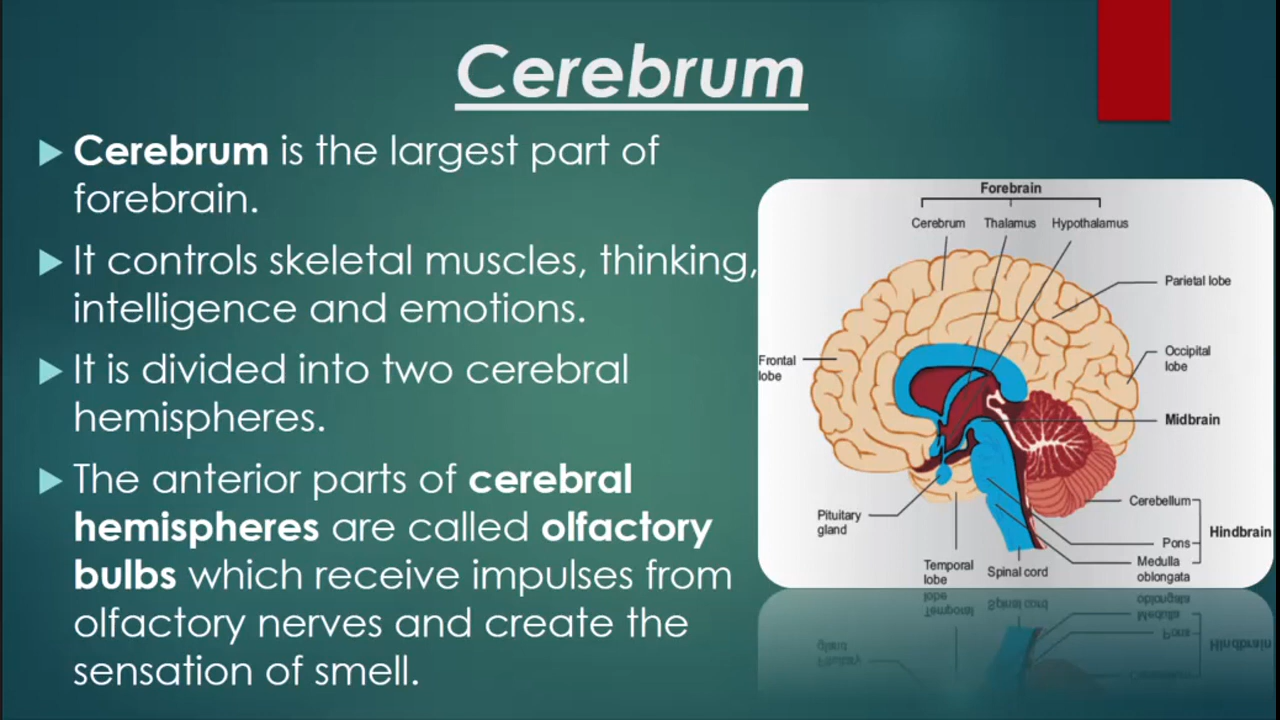 Cerebrum
Cerebrum is the largest part of
forebrain.
It controls skeletal muscles, thinking,
intelligence and emotions.
It is divided into two cerebral
hemispheres.
The anterior parts of cerebral
hemispheres are called olfactory
bulbs which receive impulses from
olfactory nerves and create the
sensation of smell.
Forebrain
Cerebrum Thalamus Hypothalamus
Parietal lobe
Frontal
lobe
Occipital
lobe
Midbrain
Cerebellum
Pituitary
gland
Hindbrain
Pons
Temporal
lobe
Spinal cord
Medulla
oblongata